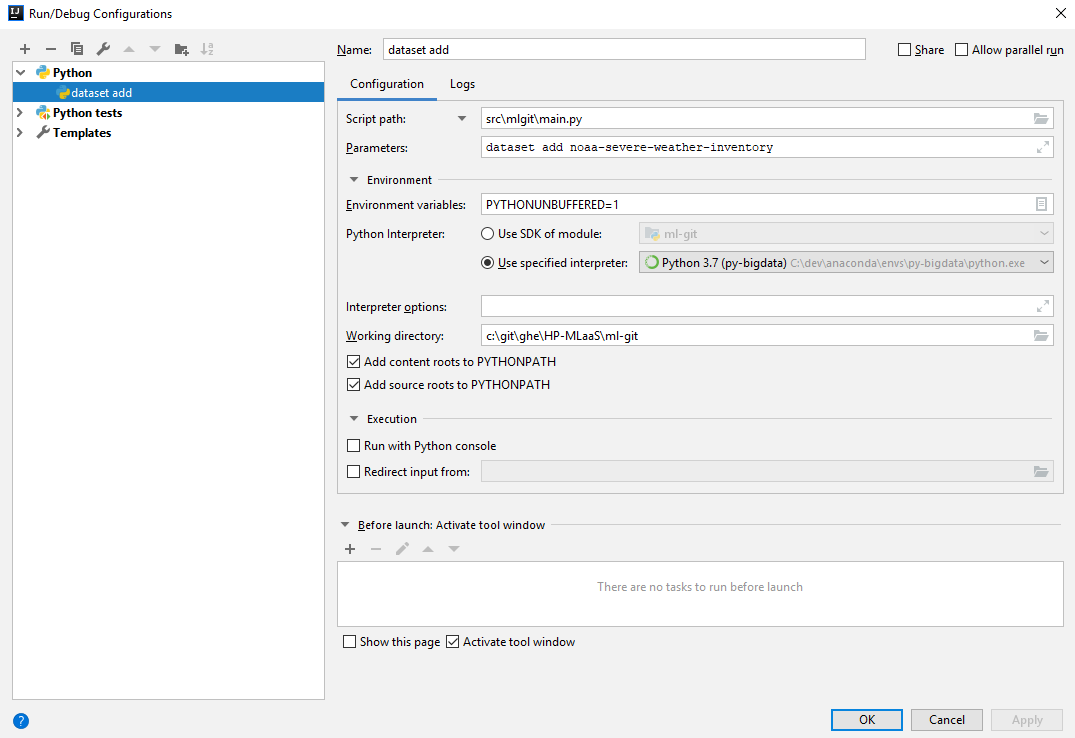 IJ Run/Debug Configurations
Name: dataset add Share Allow parallel run
Python
dataset add
Python tests
Templates
Configuration Logs
Script path: src\mlgit\main.py
Parameters: dataset add noaa-severe-weather-inventory
Environment
Environment variables: PYTHONUNBUFFERED=1
Python Interpreter: Use SDK of module: ml-git
Use specified interpreter: Python 3.7 (py-bigdata) C:\dev\anaconda\envs\py-bigdata\python.exe
Interpreter options:
Working directory: c:\git\ghe\HP-MLaaS\ml-git
Add content roots to PYTHONPATH
Add source roots to PYTHONPATH
Execution
Run with Python console
Redirect input from:
Before launch: Activate tool window
There are no tasks to run before launch
Show this page Activate tool window
? OK Cancel Apply